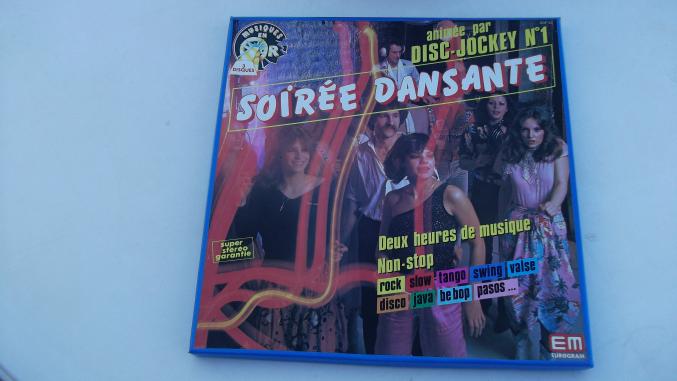 MUSIQUES
EN
OR
3
DISQUES
animée par
DISC-JOCKEY N°1
SOIRÉE DANSANTE
super
stéréo
garantie
Deux heures de musique
Non-stop
rock slow tango swing valse
disco java be bop pasos ...
EM
EUROGRAM